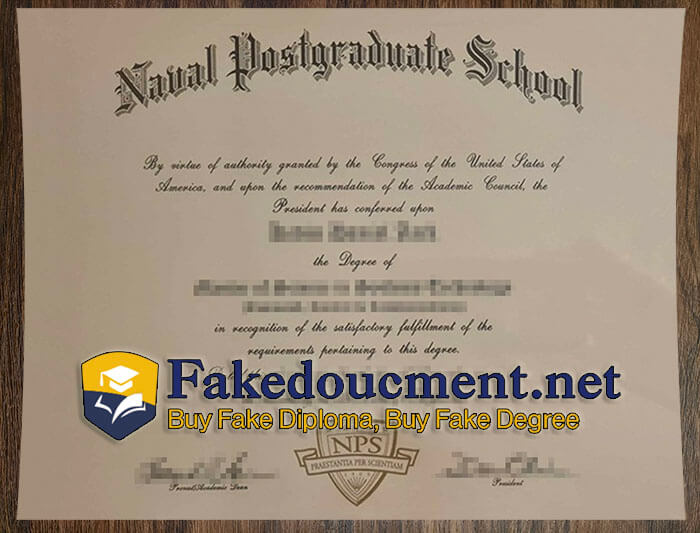 Naval Postgraduate School
By virtue of authority granted by the Congress of the United States of
America, and upon the recommendation of the Academic Council, the
President has conferred upon
the Degree of
in recognition of the satisfactory fulfillment of the
requirements pertaining to this degree.
Fakedoucment.net
Buy Fake Diploma, Buy Fake Degree
NPS
PRAESTANTIA PER SCIENTIAM
Provost/Academic Dean
President